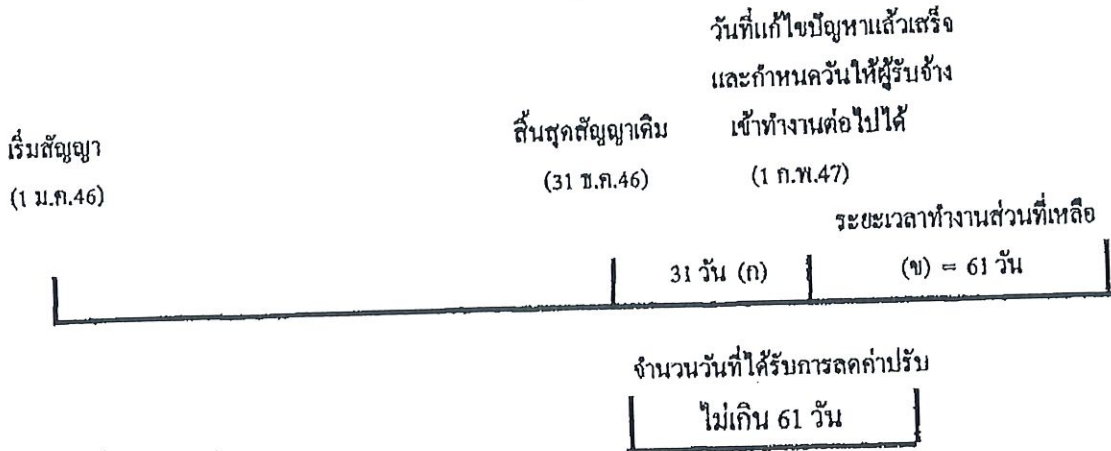 วันที่แก้ไขปัญหาแล้วเสร็จ
และกำหนดวันให้ผู้รับจ้าง
เริ่มสัญญา
สิ้นสุดสัญญาเดิม
เข้าทำงานต่อไปได้
(1 ม.ค.46)
(31 ธ.ค.46)
(1 ก.พ.47)
ระยะเวลาทำงานส่วนที่เหลือ
31 วัน (ก)
(ข) = 61 วัน
จำนวนวันที่ได้รับการลดค่าปรับ
ไม่เกิน 61 วัน